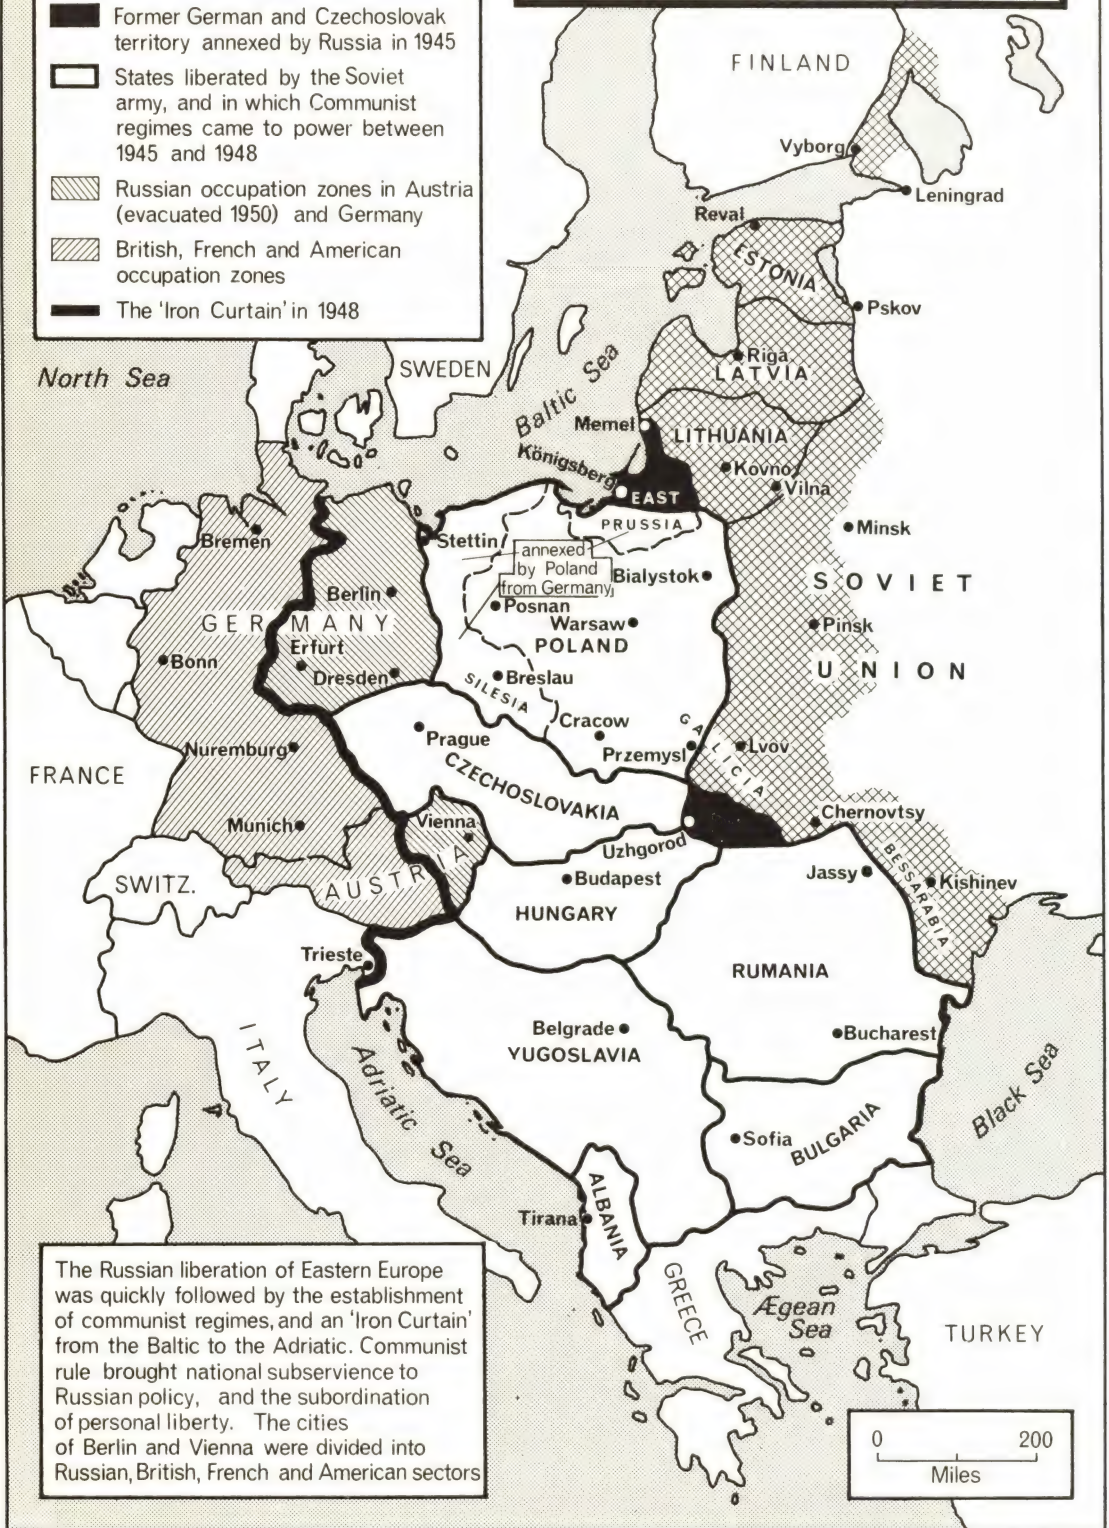 Former German and Czechoslovak
territory annexed by Russia in 1945
States liberated by the Soviet
army, and in which Communist
regimes came to power between
1945 and 1948
Russian occupation zones in Austria
(evacuated 1950) and Germany
British, French and American
occupation zones
The 'Iron Curtain' in 1948
FINLAND
Vyborg
Leningrad
Reval
ESTONIA
Pskov
North Sea
SWEDEN
Baltic Sea
Riga
LATVIA
Memel
LITHUANIA
Königsberg
Kovno
Vilna
EAST
PRUSSIA
Minsk
Bremen
Stettin
annexed
by Poland
from Germany
Bialystok
SOVIET
Berlin
Posnan
Warsaw
Pinsk
GERMANY
POLAND
Erfurt
Bonn
Dresden
Breslau
SILESIA
UNION
Cracow
GALICIA
Prague
Przemysl
Lvov
Nuremburg
FRANCE
CZECHOSLOVAKIA
Munich
Vienna
Chernovtsy
Uzhgorod
SWITZ.
AUSTRIA
Budapest
Jassy
BESSARABIA
Kishinev
HUNGARY
Trieste
RUMANIA
Belgrade
YUGOSLAVIA
Bucharest
ITALY
Adriatic Sea
Black Sea
Sofia
BULGARIA
ALBANIA
Tirana
The Russian liberation of Eastern Europe
was quickly followed by the establishment
of communist regimes, and an 'Iron Curtain'
from the Baltic to the Adriatic. Communist
rule brought national subservience to
Russian policy, and the subordination
of personal liberty. The cities
of Berlin and Vienna were divided into
Russian, British, French and American sectors
GREECE
Ægean
Sea
TURKEY
0 200
Miles